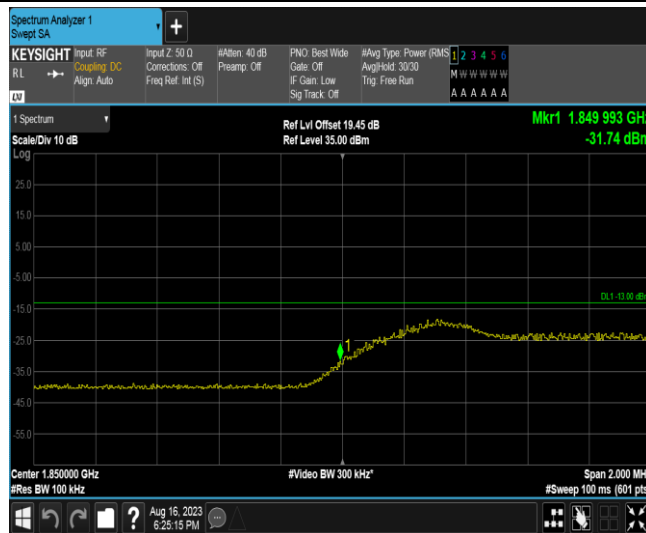 Spectrum Analyzer 1
Swept SA
+
KEYSIGHT
RL
LXI
Input: RF
Coupling: DC
Align: Auto
Input Z: 50 Ω
Corrections: Off
Freq Ref: Int (S)
#Atten: 40 dB
Preamp: Off
PNO: Best Wide
Gate: Off
IF Gain: Low
Sig Track: Off
#Avg Type: Power (RMS
Avg|Hold: 30/30
Trig: Free Run
1 2 3 4 5 6
M W W W W W
A A A A A A
1 Spectrum
Scale/Div 10 dB
Log
Ref Lvl Offset 19.45 dB
Ref Level 35.00 dBm
Mkr1 1.849 993 GHz
-31.74 dBm
25.0
15.0
5.00
-5.00
DL1 -13.00 dBm
-15.0
-25.0
1
-35.0
-45.0
-55.0
Center 1.850000 GHz
#Res BW 100 kHz
#Video BW 300 kHz*
Span 2.000 MH
#Sweep 100 ms (601 pts
?
Aug 16, 2023
6:25:15 PM